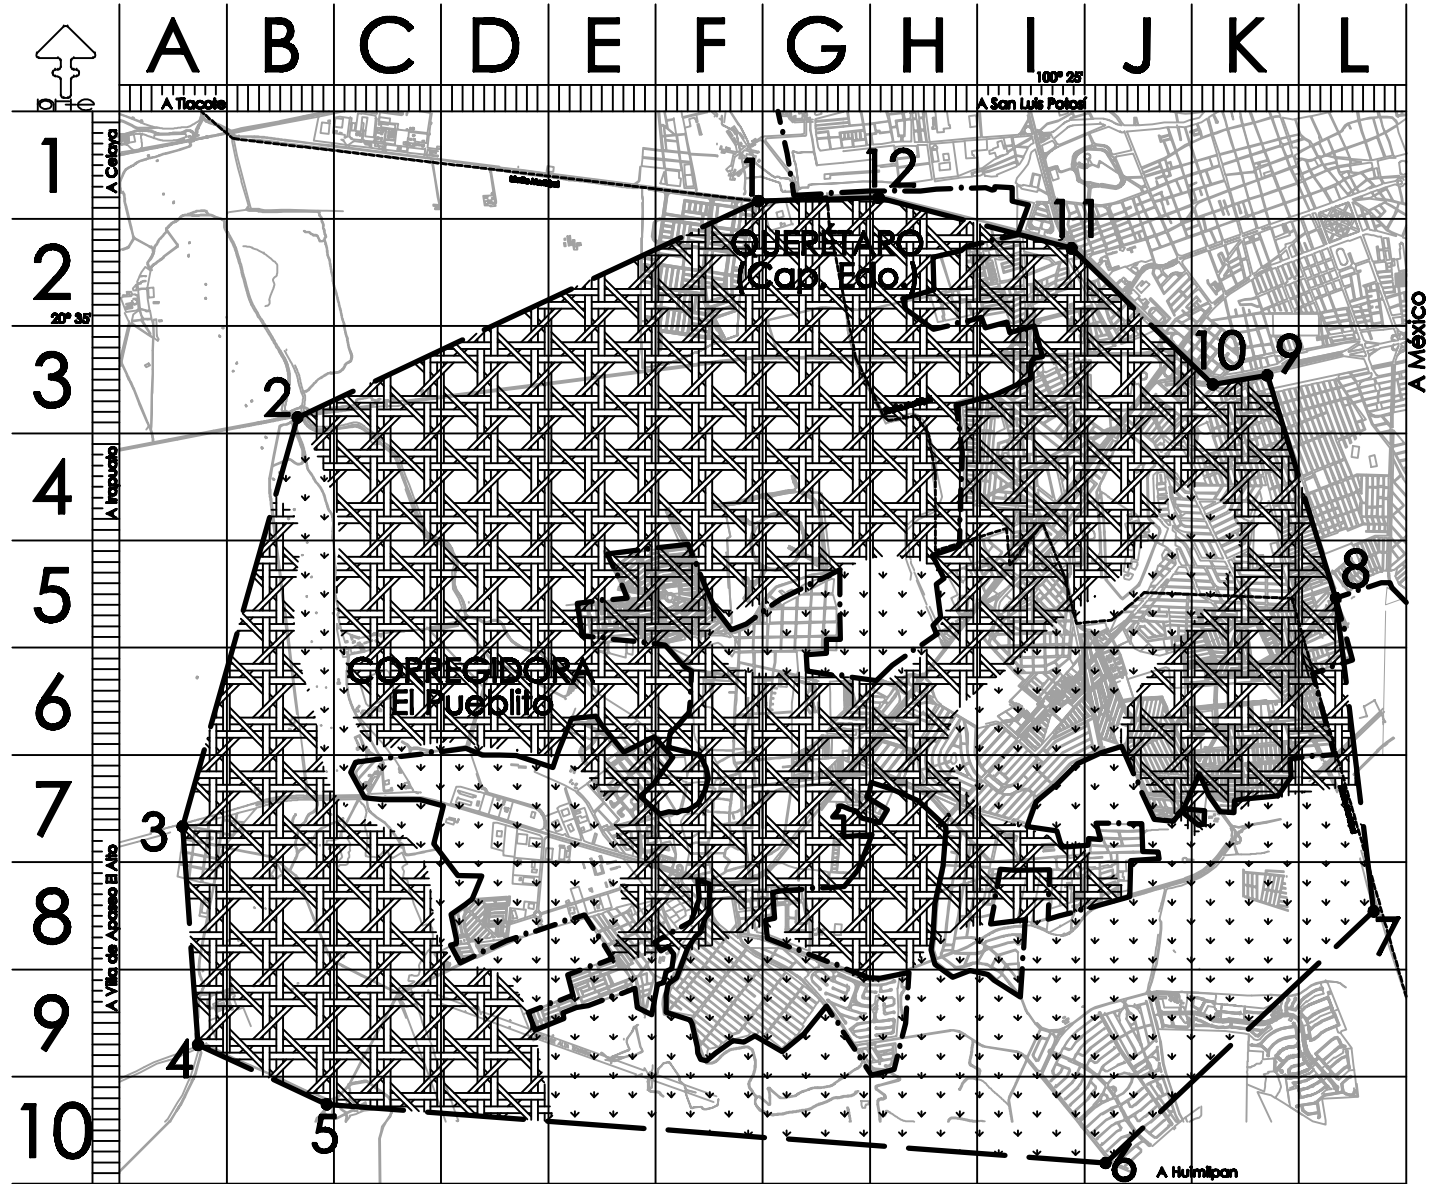 A B C D E F G H I J K L
100° 25'
A Tlacote
A San Luis Potosí
1
A Celaya
1
12
11
QUERÉTARO
(Cap. Edo.)
2
20° 35'
A México
3
2
10
9
4
A Irapuato
5
8
CORREGIDORA
El Pueblito
6
7
3
A Villa de Apaseo El Alto
8
7
9
4
10
5
6
A Huimilpan